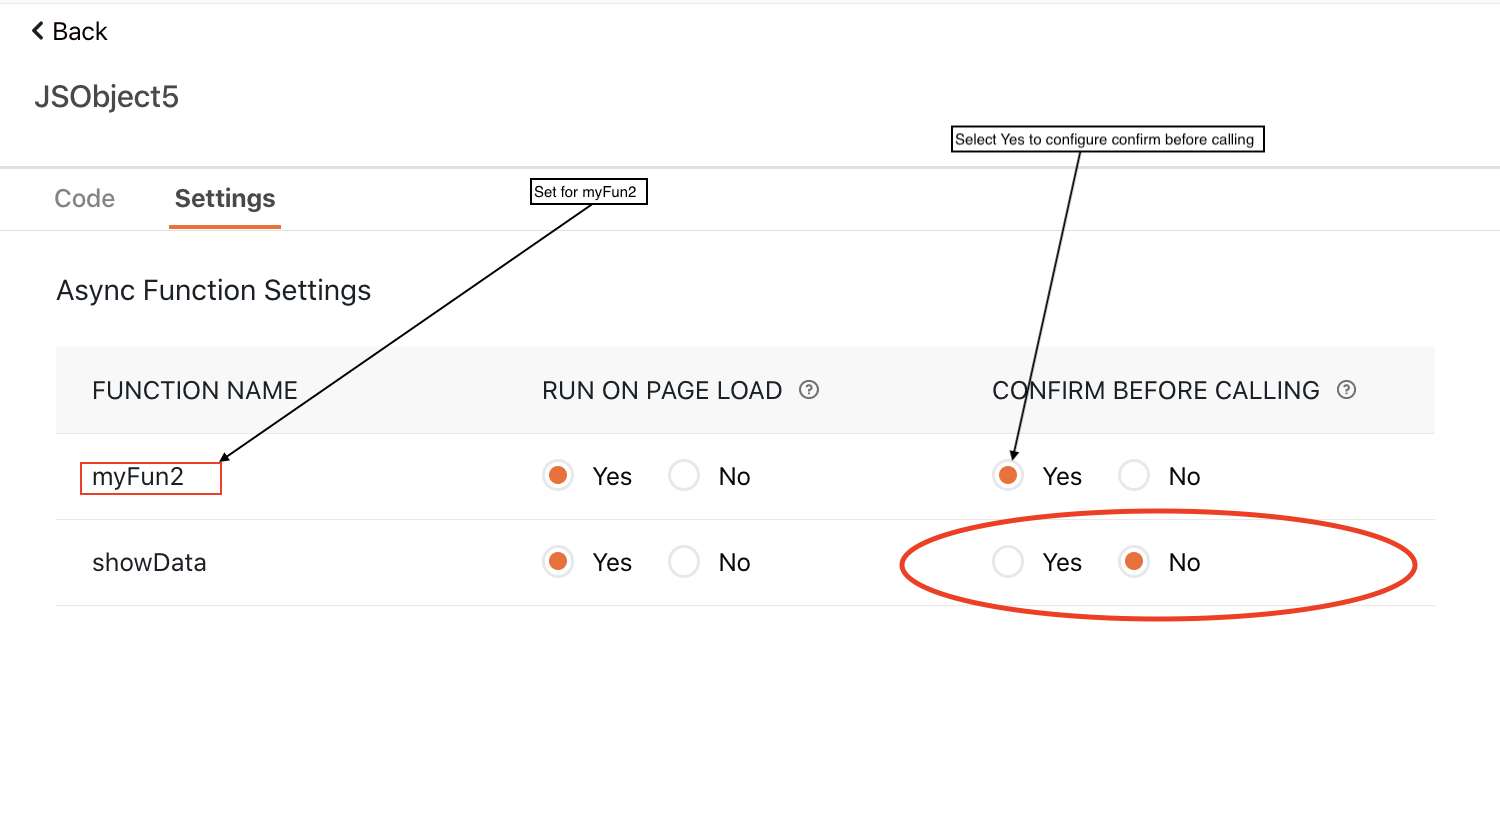 Back
JSObject5
Select Yes to configure confirm before calling
Code Settings
Set for myFun2
Async Function Settings
FUNCTION NAME RUN ON PAGE LOAD ? CONFIRM BEFORE CALLING ?
myFun2 Yes No Yes No
showData Yes No Yes No